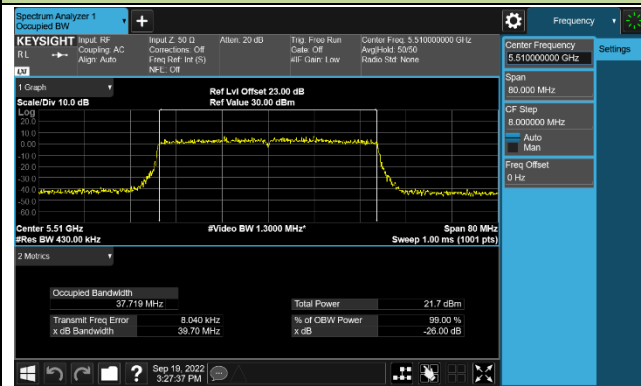 Spectrum Analyzer 1
Occupied BW
Frequency
KEYSIGHT
RL
LXI
Input: RF
Coupling: AC
Align: Auto
Input Z: 50 Ω
Corrections: Off
Freq Ref: Int (S)
NFE: Off
Atten: 20 dB
Trig: Free Run
Gate: Off
#IF Gain: Low
Center Freq: 5.510000000 GHz
Avg|Hold: 50/50
Radio Std: None
Center Frequency
5.510000000 GHz
Settings
Span
80.000 MHz
CF Step
8.000000 MHz
Auto
Man
Freq Offset
0 Hz
1 Graph
Scale/Div 10.0 dB
Ref Lvl Offset 23.00 dB
Ref Value 30.00 dBm
Log
20.0
10.0
0.00
-10.0
-20.0
-30.0
-40.0
-50.0
-60.0
Center 5.51 GHz
#Res BW 430.00 kHz
#Video BW 1.3000 MHz*
Span 80 MHz
Sweep 1.00 ms (1001 pts)
2 Metrics
Occupied Bandwidth
37.719 MHz
Transmit Freq Error
8.040 kHz
x dB Bandwidth
39.70 MHz
Total Power
21.7 dBm
% of OBW Power
99.00 %
x dB
-26.00 dB
Sep 19, 2022
3:27:37 PM